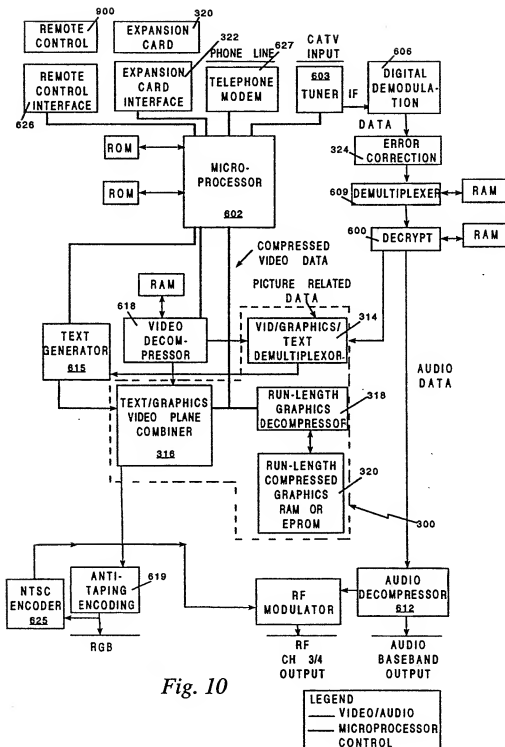 900
REMOTE
CONTROL
320
EXPANSION
CARD
322
PHONE LINE
627
CATV
INPUT
606
REMOTE
CONTROL
INTERFACE
626
EXPANSION
CARD
INTERFACE
TELEPHONE
MODEM
603
TUNER
IF
DIGITAL
DEMODULA-
TION
DATA
324
ERROR
CORRECTION
ROM
MICRO-
PROCESSOR
602
609
DEMULTIPLEXER
RAM
ROM
600
DECRYPT
RAM
COMPRESSED
VIDEO DATA
RAM
PICTURE RELATED
DATA
618
VIDEO
DECOM-
PRESSOR
VID/GRAPHICS/
TEXT
DEMULTIPLEXOR
314
TEXT
GENERATOR
615
AUDIO
DATA
TEXT/GRAPHICS
VIDEO PLANE
COMBINER
316
RUN-LENGTH
GRAPHICS
DECOMPRESSOR
318
RUN-LENGTH
COMPRESSED
GRAPHICS
RAM OR
EPROM
320
300
NTSC
ENCODER
625
ANTI-
TAPING
ENCODING
619
RF
MODULATOR
AUDIO
DECOMPRESSOR
612
RGB
RF
CH 3/4
OUTPUT
AUDIO
BASEBAND
OUTPUT
Fig. 10
LEGEND
VIDEO/AUDIO
MICROPROCESSOR
CONTROL